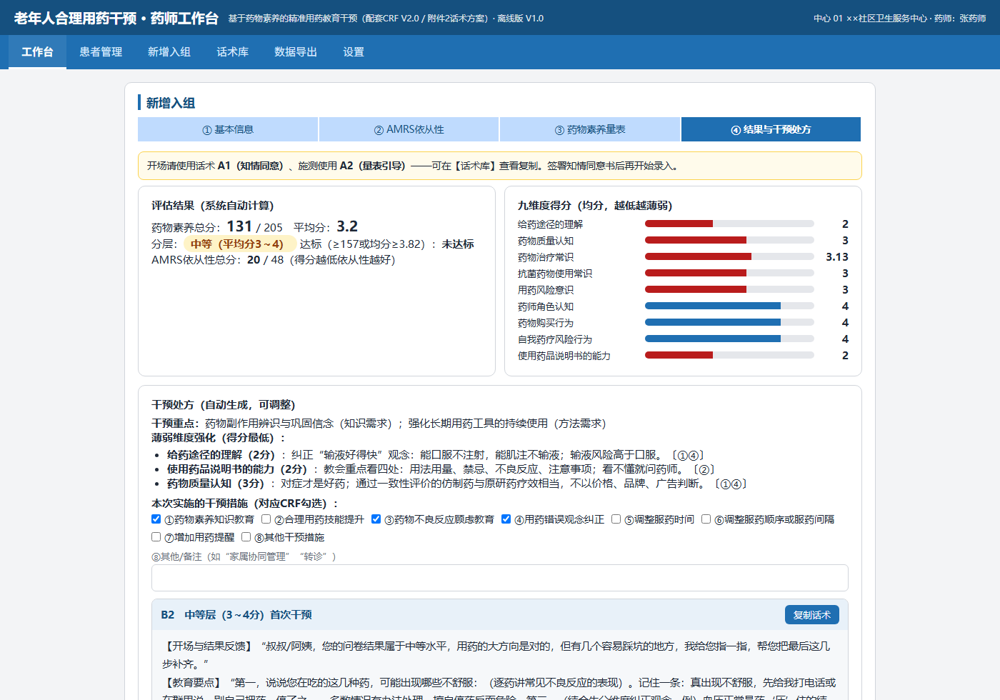 老年人合理用药干预 • 药师工作台 基于药物素养的精准用药教育干预（配套CRF V2.0 / 附件2话术方案）· 离线版 V1.0 中心 01 ××社区卫生服务中心 · 药师：张药师
工作台 患者管理 新增入组 话术库 数据导出 设置
新增入组
① 基本信息 ② AMRS依从性 ③ 药物素养量表 ④ 结果与干预处方
开场请使用话术 A1（知情同意）、施测使用 A2（量表引导）——可在【话术库】查看复制。签署知情同意书后再开始录入。
评估结果（系统自动计算）
药物素养总分：131 / 205 平均分：3.2
分层：中等（平均分3～4） 达标（≥157或均分≥3.82）：未达标
AMRS依从性总分：20 / 48（得分越低依从性越好）
九维度得分（均分，越低越薄弱）
给药途径的理解 2
药物质量认知 3
药物治疗常识 3.13
抗菌药物使用常识 3
用药风险意识 3
药师角色认知 4
药物购买行为 4
自我药疗风险行为 4
使用药品说明书的能力 2
干预处方（自动生成，可调整）
干预重点：药物副作用辨识与巩固信念（知识需求）；强化长期用药工具的持续使用（方法需求）
薄弱维度强化（得分最低）：
• 给药途径的理解（2分）：纠正“输液好得快”观念：能口服不注射，能肌注不输液；输液风险高于口服。〔①④〕
• 使用药品说明书的能力（2分）：教会重点看四处：用法用量、禁忌、不良反应、注意事项；看不懂就问药师。〔②〕
• 药物质量认知（3分）：对症才是好药；通过一致性评价的仿制药与原研药疗效相当，不以价格、品牌、广告判断。〔①④〕
本次实施的干预措施（对应CRF勾选）：
①药物素养知识教育 ②合理用药技能提升 ③药物不良反应顾虑教育 ④用药错误观念纠正 ⑤调整服药时间 ⑥调整服药顺序或服药间隔
⑦增加用药提醒 ⑧其他干预措施
⑧其他/备注（如“家属协同管理”“转诊”）
B2 中等层（3～4分）首次干预 复制话术
【开场与结果反馈】“叔叔/阿姨，您的问卷结果属于中等水平，用药的大方向是对的，但有几个容易踩坑的地方，我给您指一指，帮您把最后这几
步补齐。”
【教育要点】“第一，说说您在吃的这几种药，可能出现哪些不舒服：（逐药讲常见不良反应的表现）。记住一条：真出现不舒服，先给我打电话或